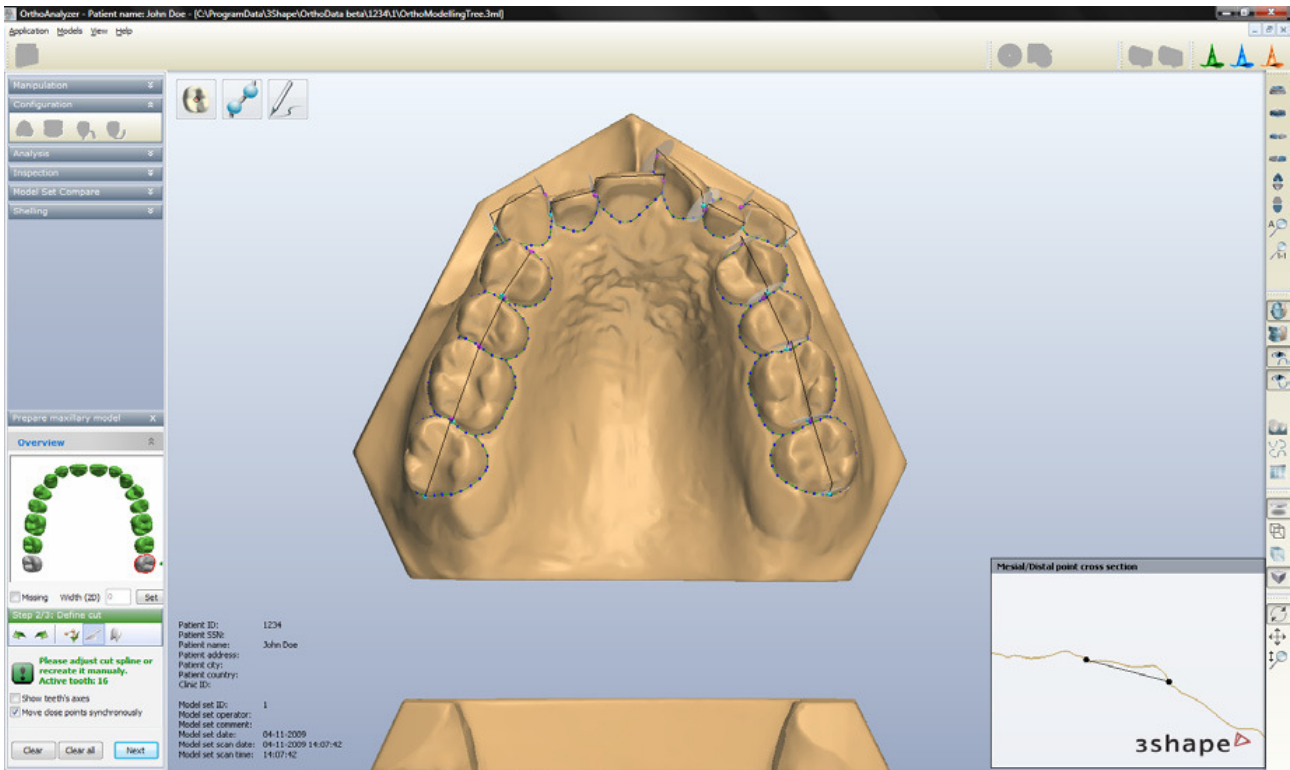 OrthoAnalyzer - Patient name: John Doe - [C:\ProgramData\3Shape\OrthoData beta\1234\1\OrthoModellingTree.3ml]
Application Models View Help
Manipulation
Configuration
Analysis
Inspection
Model Set Compare
Shelling
Prepare maxillary model X
Overview
Missing Width (2D) 0 Set
Step 2/3: Define cut
Please adjust cut spline or
recreate it manualy.
Active tooth: 16
Show teeth's axes
Move close points synchronously
Clear Clear all Next
Patient ID: 1234
Patient SSN:
Patient name: John Doe
Patient address:
Patient city:
Patient country:
Clinic ID:
Model set ID: 1
Model set operator:
Model set comment:
Model set date: 04-11-2009
Model set scan date: 04-11-2009 14:07:42
Model set scan time: 14:07:42
Mesial/Distal point cross section
3shape
A
1:1